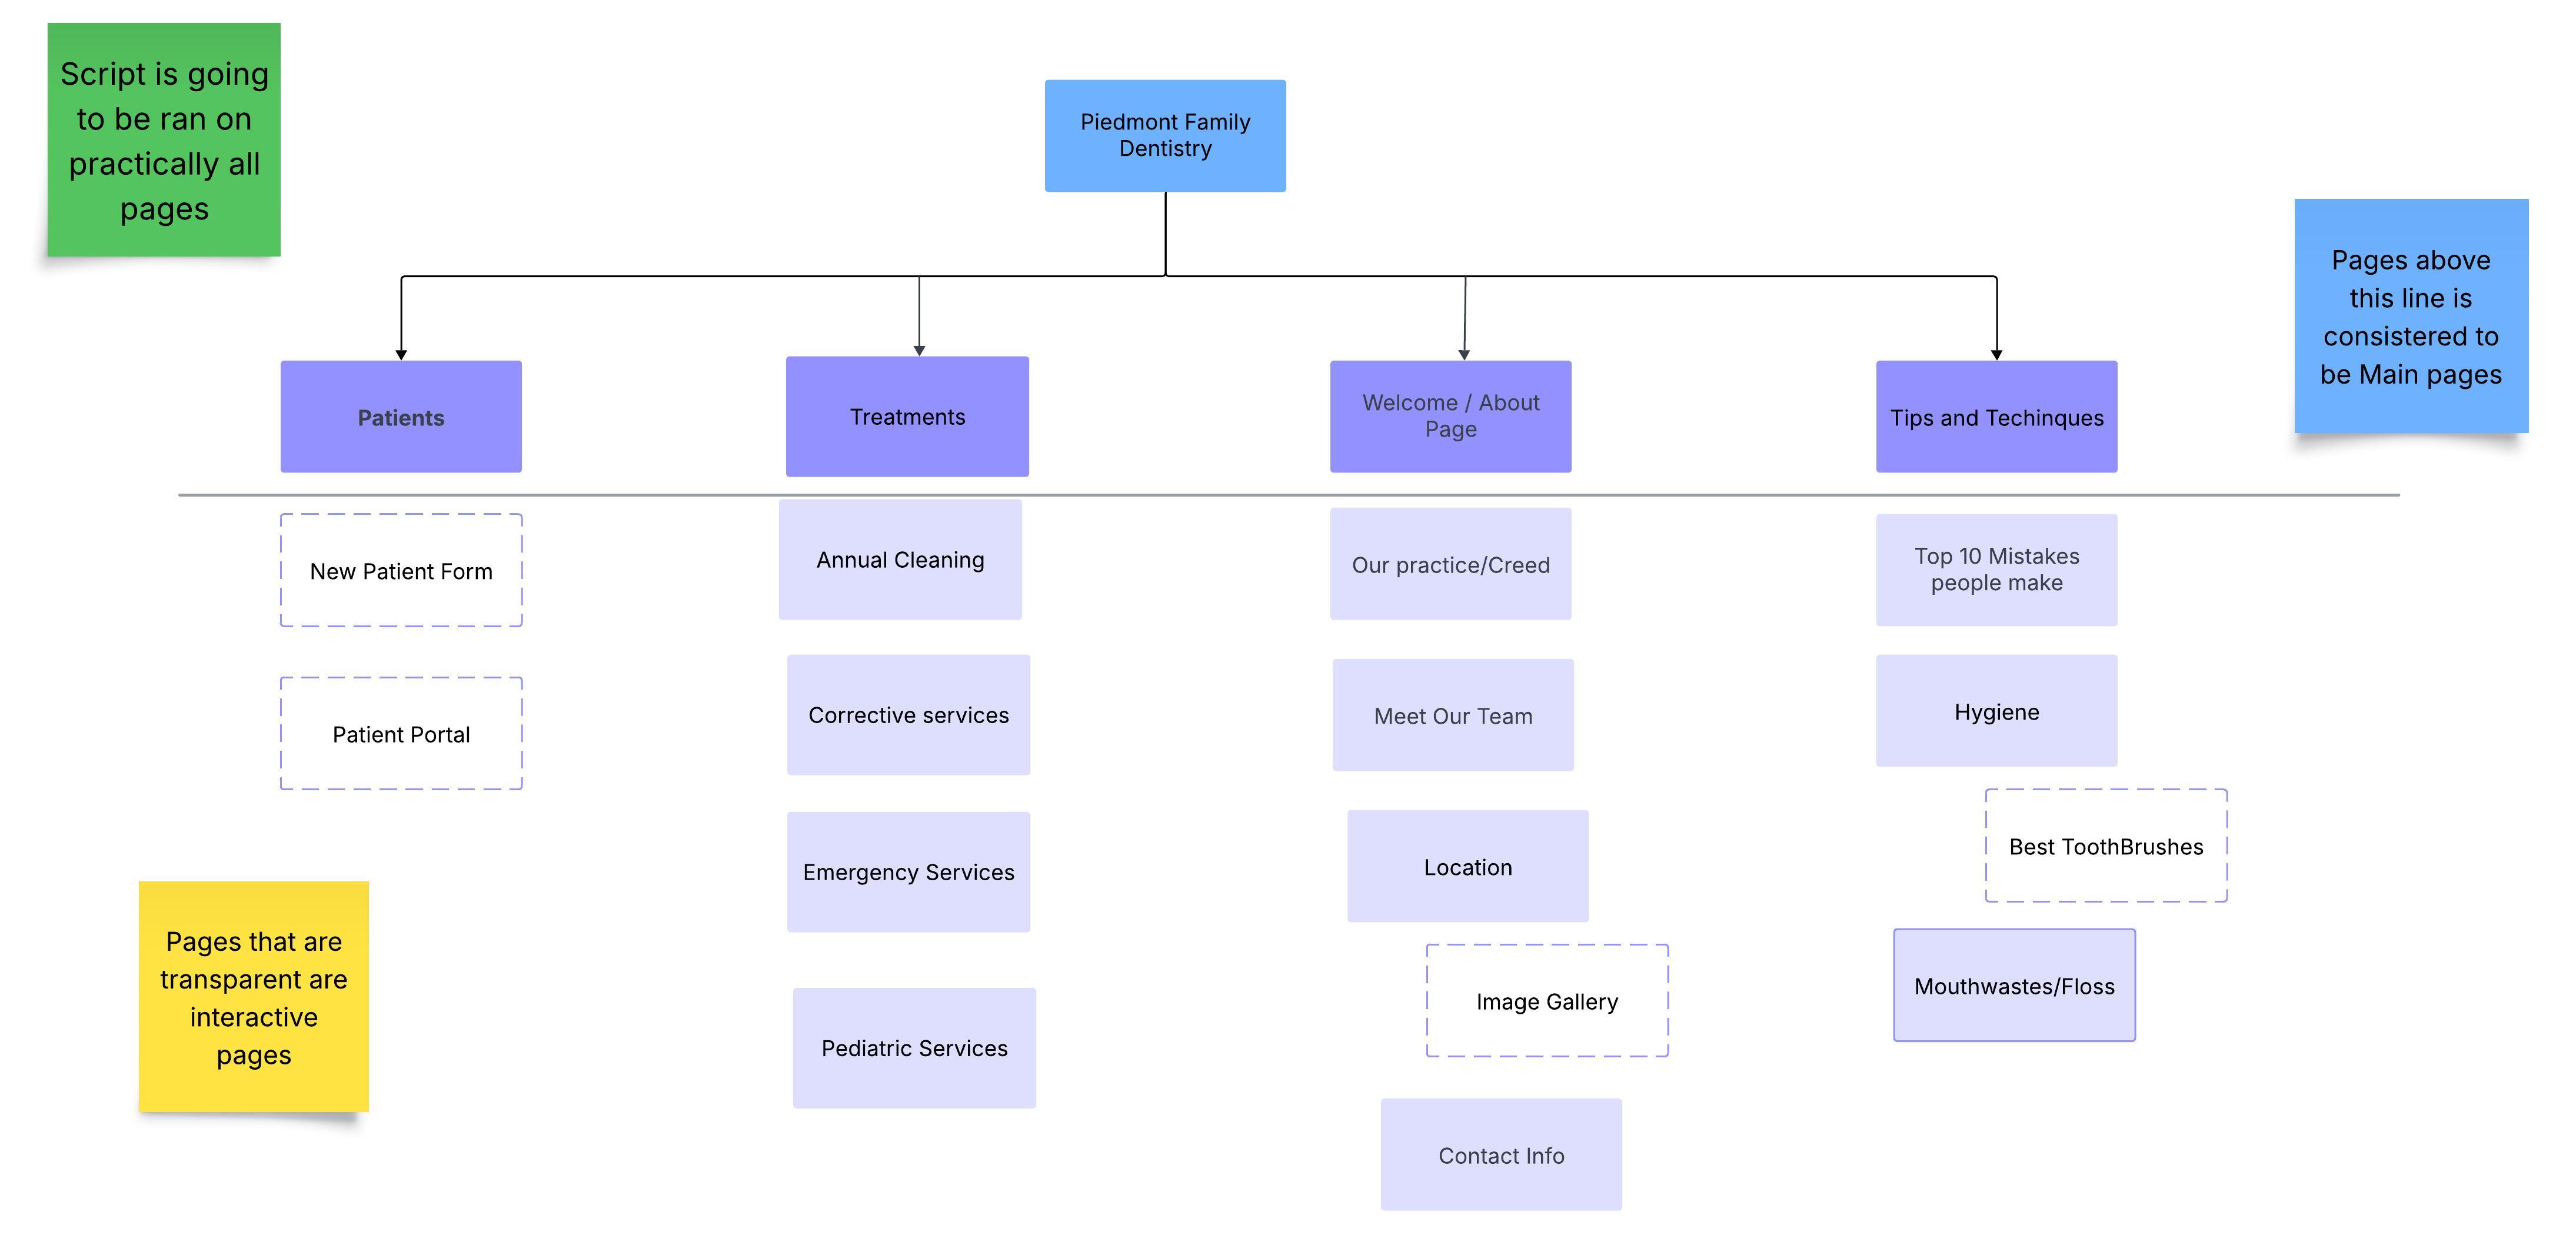 Script is going
to be ran on
practically all
pages
Piedmont Family
Dentistry
Pages above
this line is
consistered to
be Main pages
Patients
Treatments
Welcome / About
Page
Tips and Techinques
New Patient Form
Patient Portal
Annual Cleaning
Corrective services
Emergency Services
Pediatric Services
Our practice/Creed
Meet Our Team
Location
Image Gallery
Contact Info
Top 10 Mistakes
people make
Hygiene
Best ToothBrushes
Mouthwastes/Floss
Pages that are
transparent are
interactive
pages